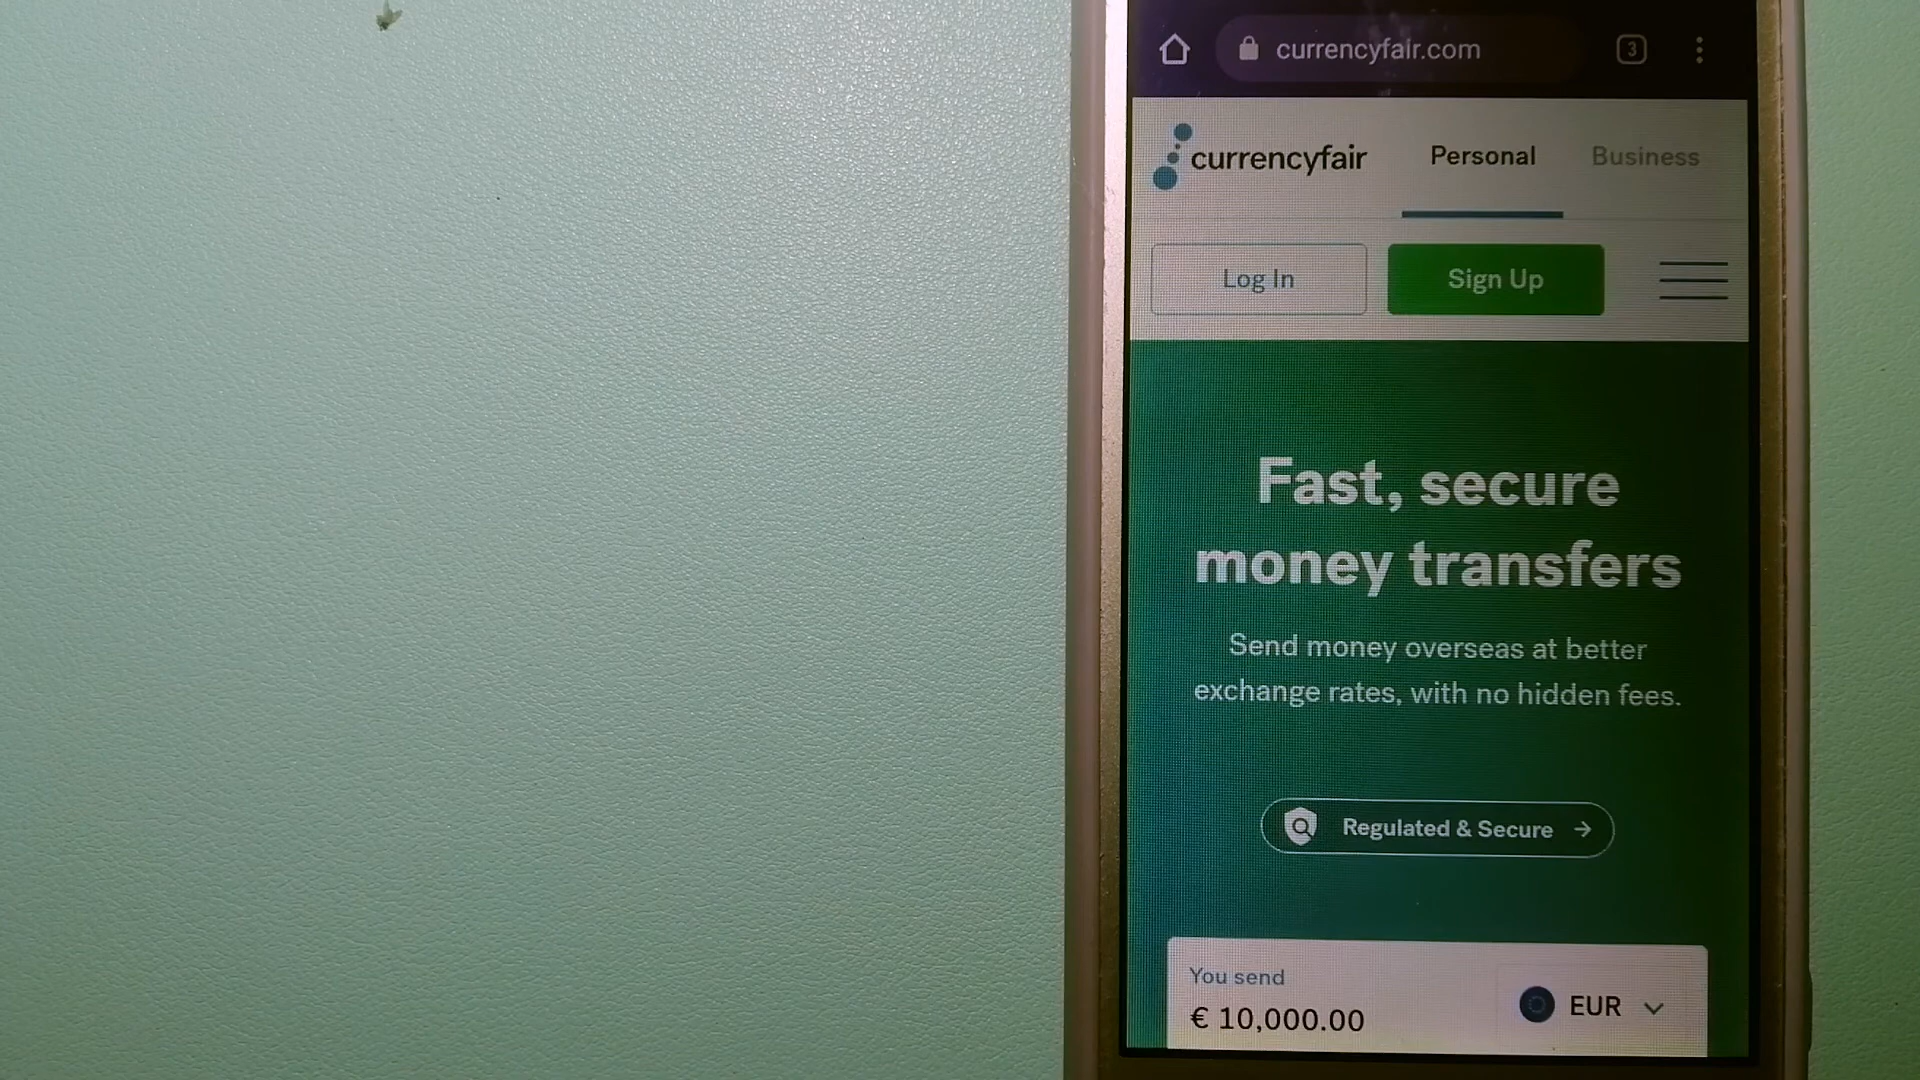 currencyfair.com 3
currencyfair Personal Business
Log In Sign Up
Fast, secure
money transfers
Send money overseas at better
exchange rates, with no hidden fees.
Regulated & Secure →
You send
€ 10,000.00 EUR